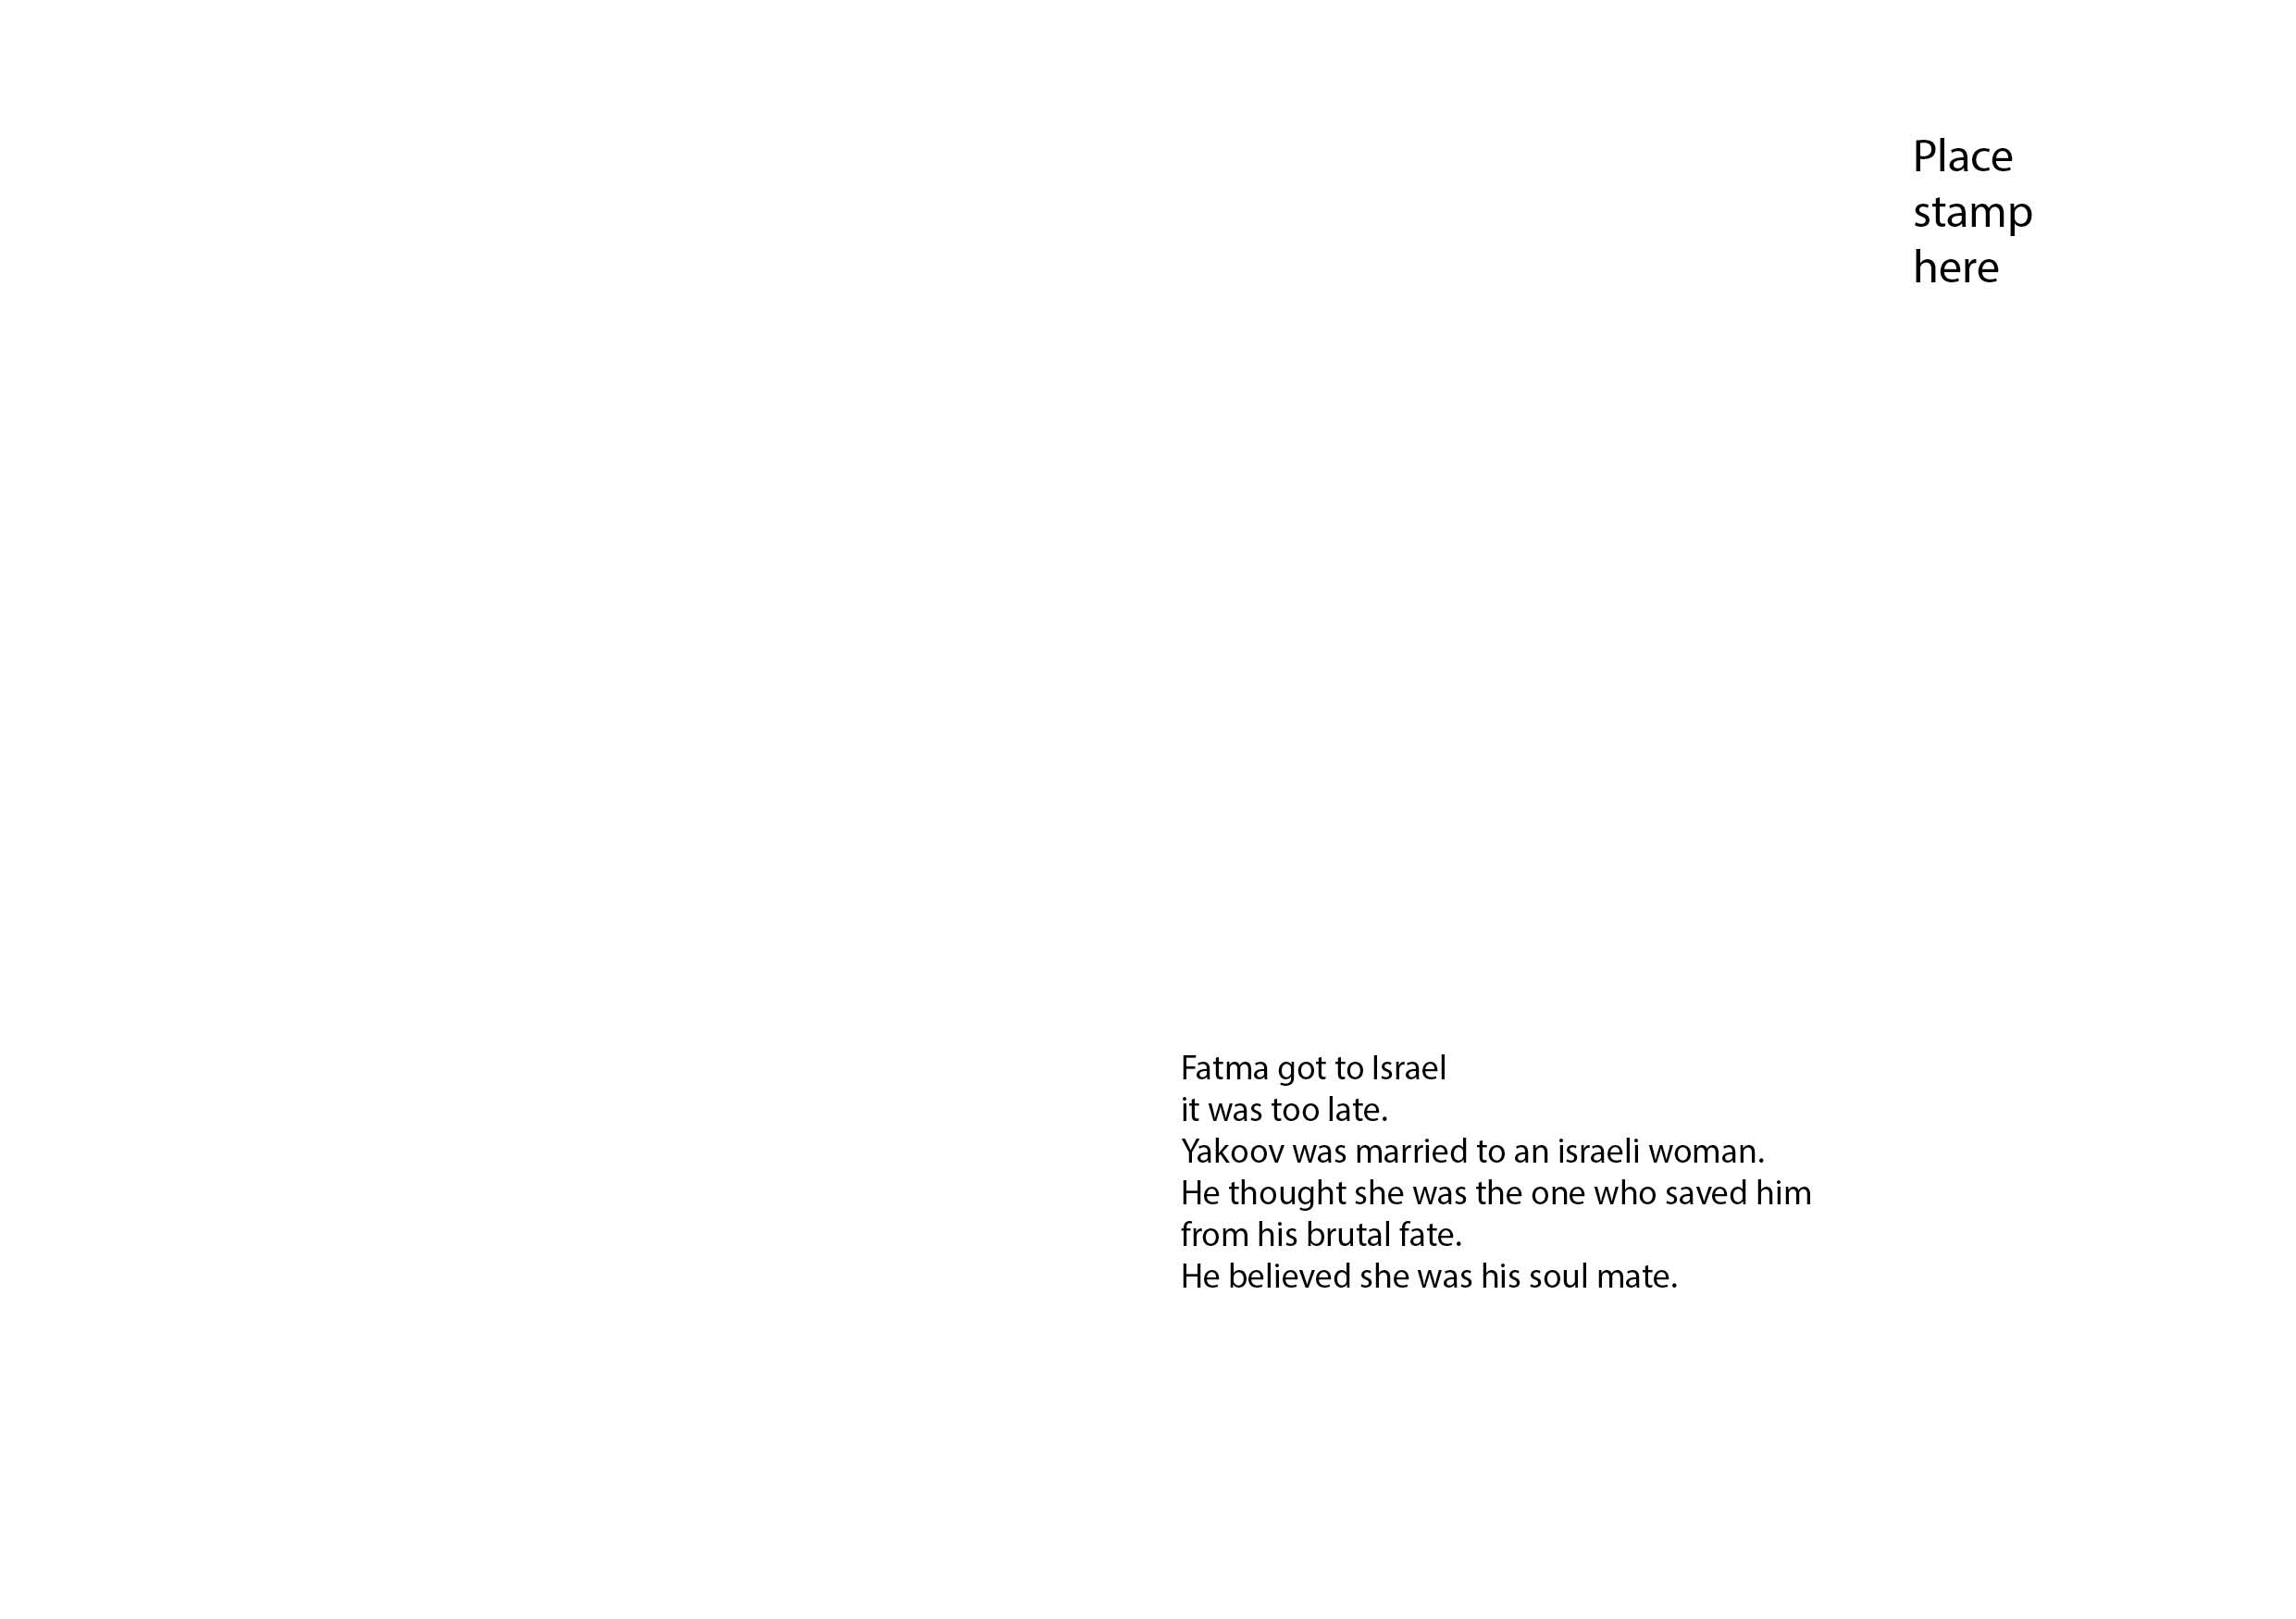 Place
stamp
here
Fatma got to Israel
it was too late.
Yakoov was married to an israeli woman.
He thought she was the one who saved him
from his brutal fate.
He believed she was his soul mate.